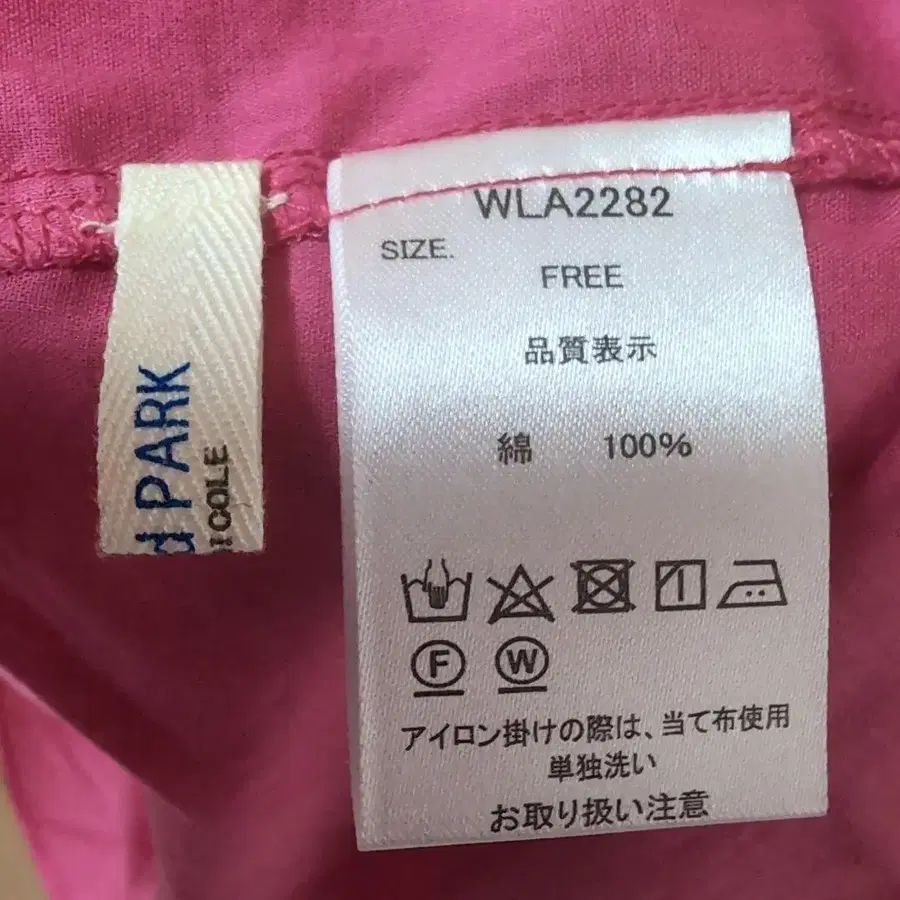 d PARK
COLE
WLA2282
SIZE.
FREE
品質表示
綿 100%
F W
アイロン掛けの際は、当て布使用
単独洗い
お取り扱い注意